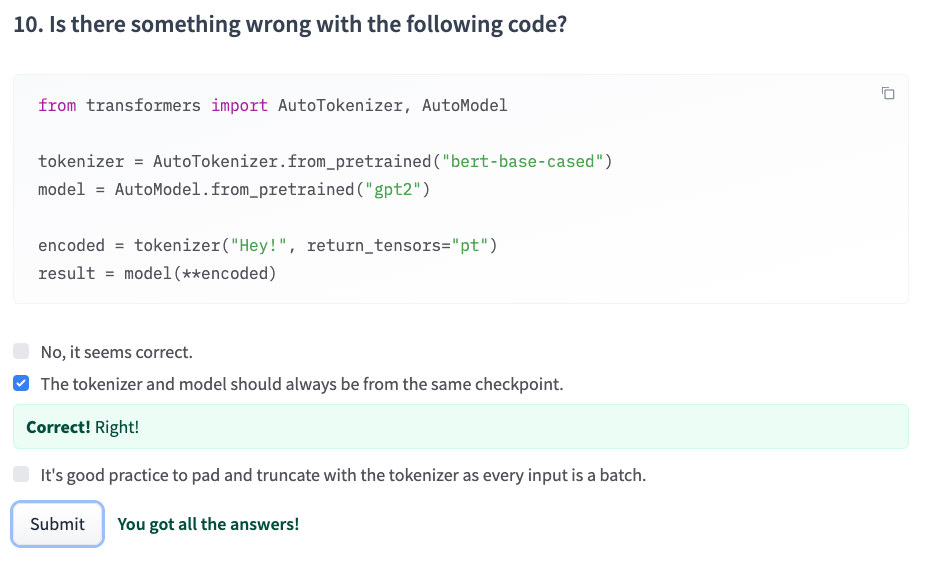 10. Is there something wrong with the following code?
from transformers import AutoTokenizer, AutoModel
tokenizer = AutoTokenizer.from_pretrained("bert-base-cased")
model = AutoModel.from_pretrained("gpt2")
encoded = tokenizer("Hey!", return_tensors="pt")
result = model(**encoded)
No, it seems correct.
The tokenizer and model should always be from the same checkpoint.
Correct! Right!
It's good practice to pad and truncate with the tokenizer as every input is a batch.
Submit You got all the answers!